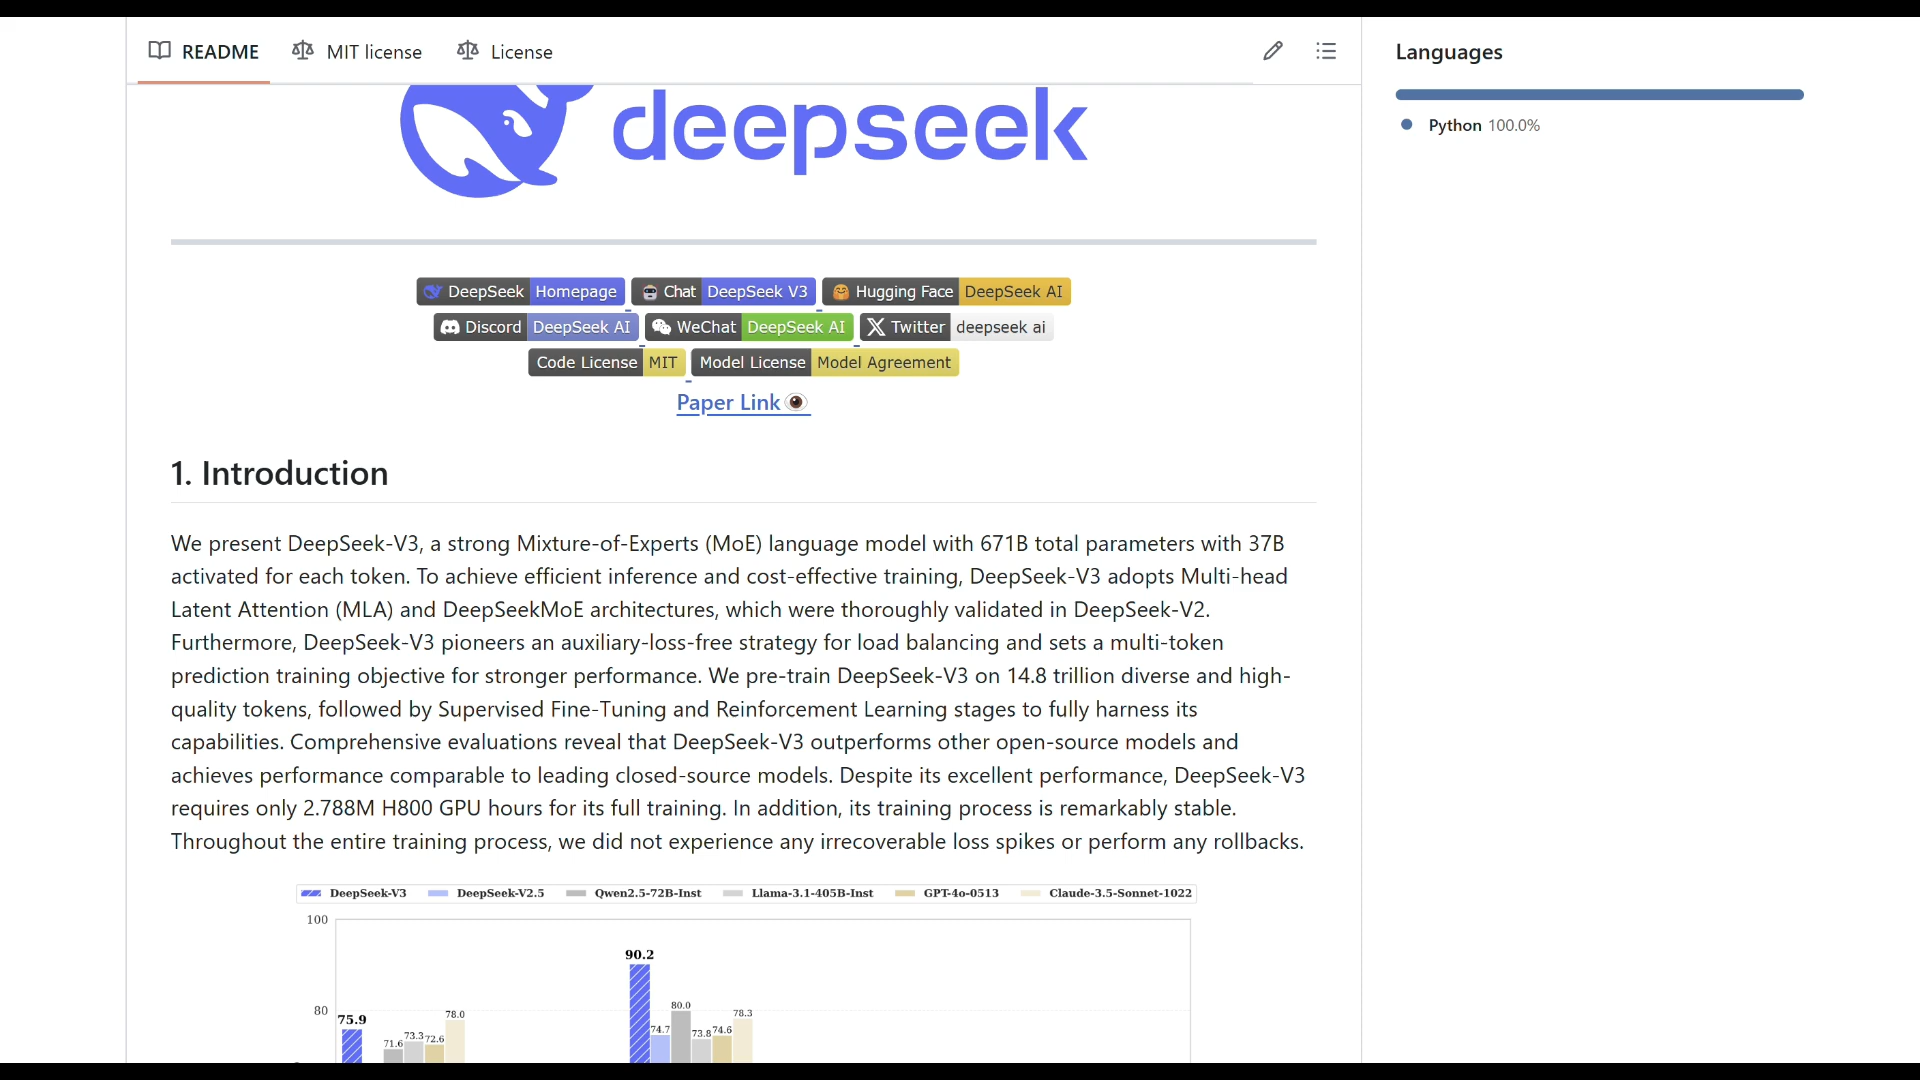 README MIT license License
Languages
Python 100.0%
deepseek
DeepSeek Homepage Chat DeepSeek V3 Hugging Face DeepSeek AI
Discord DeepSeek AI WeChat DeepSeek AI Twitter deepseek ai
Code License MIT Model License Model Agreement
Paper Link
1. Introduction
We present DeepSeek-V3, a strong Mixture-of-Experts (MoE) language model with 671B total parameters with 37B
activated for each token. To achieve efficient inference and cost-effective training, DeepSeek-V3 adopts Multi-head
Latent Attention (MLA) and DeepSeekMoE architectures, which were thoroughly validated in DeepSeek-V2.
Furthermore, DeepSeek-V3 pioneers an auxiliary-loss-free strategy for load balancing and sets a multi-token
prediction training objective for stronger performance. We pre-train DeepSeek-V3 on 14.8 trillion diverse and high-
quality tokens, followed by Supervised Fine-Tuning and Reinforcement Learning stages to fully harness its
capabilities. Comprehensive evaluations reveal that DeepSeek-V3 outperforms other open-source models and
achieves performance comparable to leading closed-source models. Despite its excellent performance, DeepSeek-V3
requires only 2.788M H800 GPU hours for its full training. In addition, its training process is remarkably stable.
Throughout the entire training process, we did not experience any irrecoverable loss spikes or perform any rollbacks.
DeepSeek-V3 DeepSeek-V2.5 Qwen2.5-72B-Inst Llama-3.1-405B-Inst GPT-4o-0513 Claude-3.5-Sonnet-1022
100
90.2
80
75.9 71.6 73.3 72.6 78.0 74.7 80.0 73.8 74.6 78.3